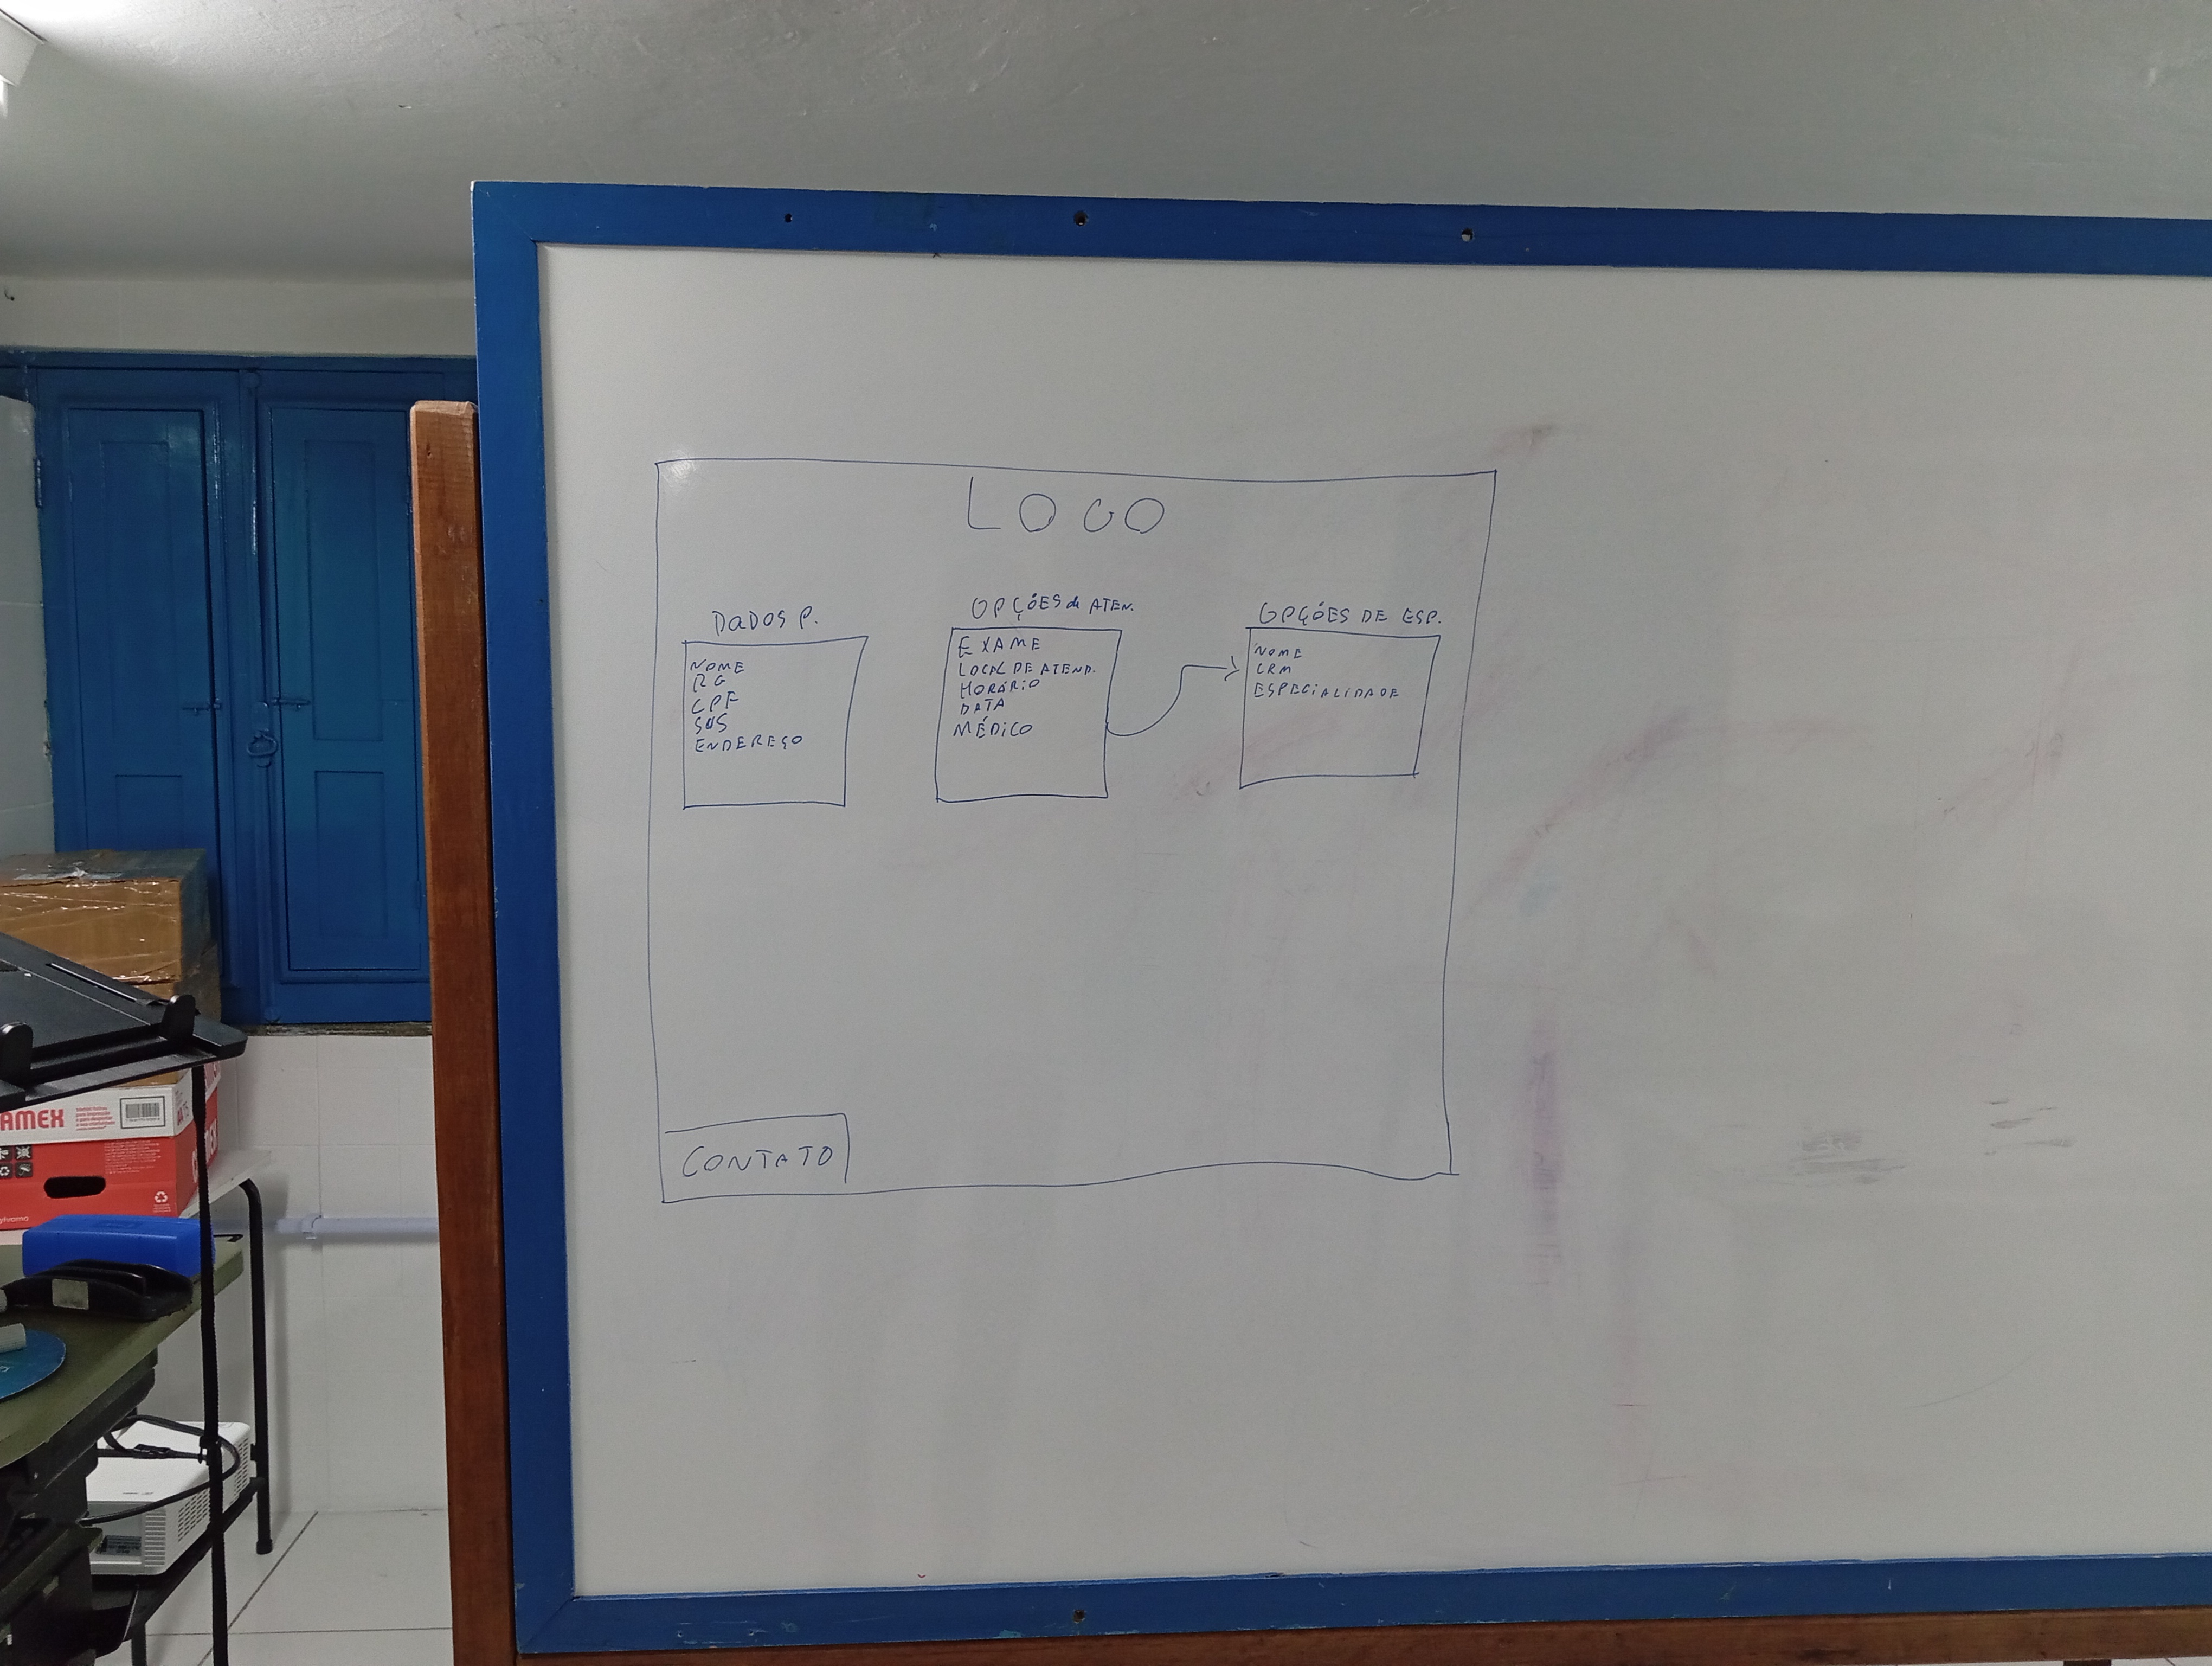 LOGO
DADOS P.
NOME
RG
CPF
SUS
ENDEREÇO
OPÇÕES de ATEN.
EXAME
LOCAL DE ATEND.
HORÁRIO
DATA
MÉDICO
OPÇÕES DE ESP.
NOME
CRM
ESPECIALIDADE
CONTATO
AMEX